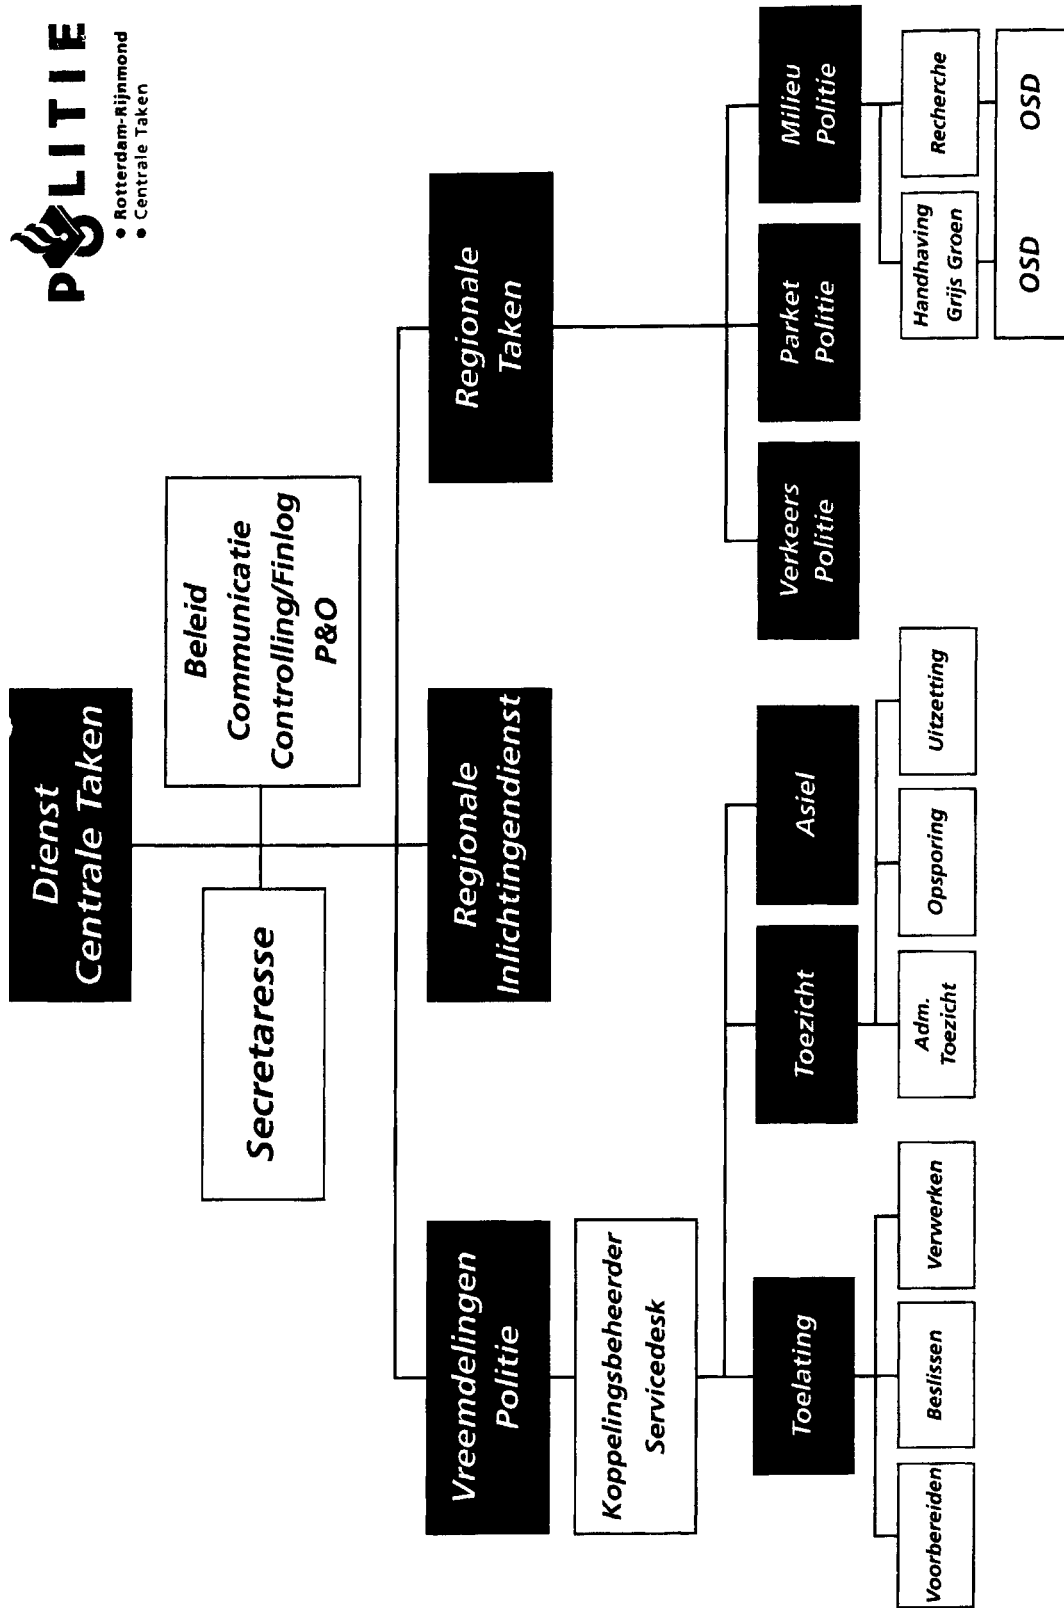 POLITIE
• Rotterdam-Rijnmond
• Centrale Taken
Dienst
Centrale Taken
Secretaresse
Beleid
Communicatie
Controlling/Finlog
P&O
Vreemdelingen
Politie
Regionale
Inlichtingendienst
Regionale
Taken
Koppelingsbeheerder
Servicedesk
Toelating
Toezicht
Asiel
Verkeers
Politie
Parket
Politie
Milieu
Politie
Voorbereiden
Beslissen
Verwerken
Adm.
Toezicht
Opsporing
Uitzetting
Handhaving
Grijs Groen
Recherche
OSD
OSD